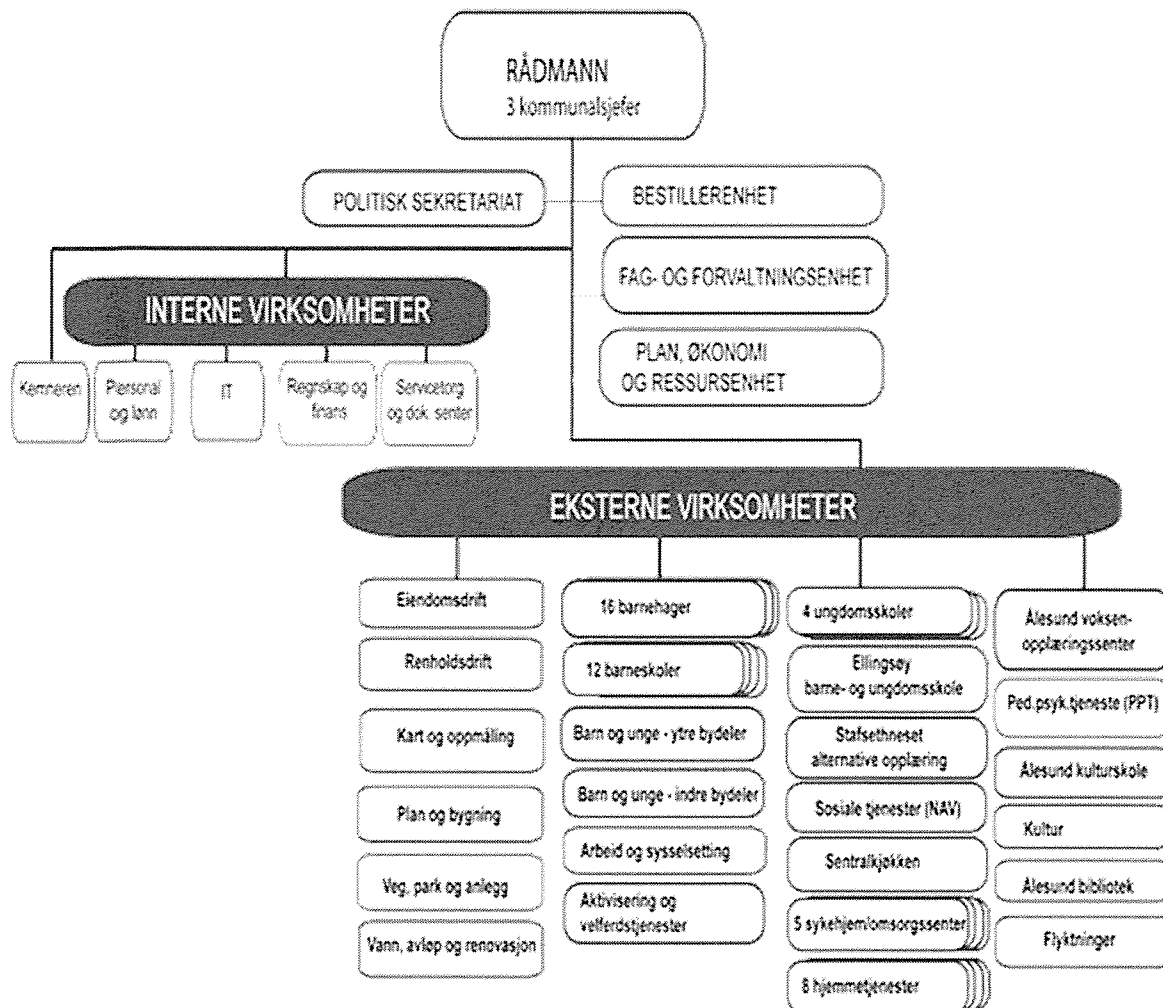 RÅDMANN
3 kommunalsjefer
POLITISK SEKRETARIAT
BESTILLERENHET
FAG- OG FORVALTNINGSENHET
PLAN, ØKONOMI
OG RESSURSENHET
INTERNE VIRKSOMHETER
Kemneren
Personal
og lønn
IT
Regnskap og
finans
Servicetorg
og dok. senter
EKSTERNE VIRKSOMHETER
Eiendomsdrift
Renholdsdrift
Kart og oppmåling
Plan og bygning
Veg, park og anlegg
Vann, avløp og renovasjon
16 barnehager
12 barneskoler
Barn og unge - ytre bydeler
Barn og unge - indre bydeler
Arbeid og sysselsetting
Aktivisering og
velferdstjenester
4 ungdomsskoler
Ellingsøy
barne- og ungdomsskole
Stafsethneset
alternative opplæring
Sosiale tjenester (NAV)
Sentralkjøkken
5 sykehjem/omsorgssenter
8 hjemmetjenester
Ålesund voksen-
opplæringssenter
Ped.psyk.tjeneste (PPT)
Ålesund kulturskole
Kultur
Ålesund bibliotek
Flyktninger